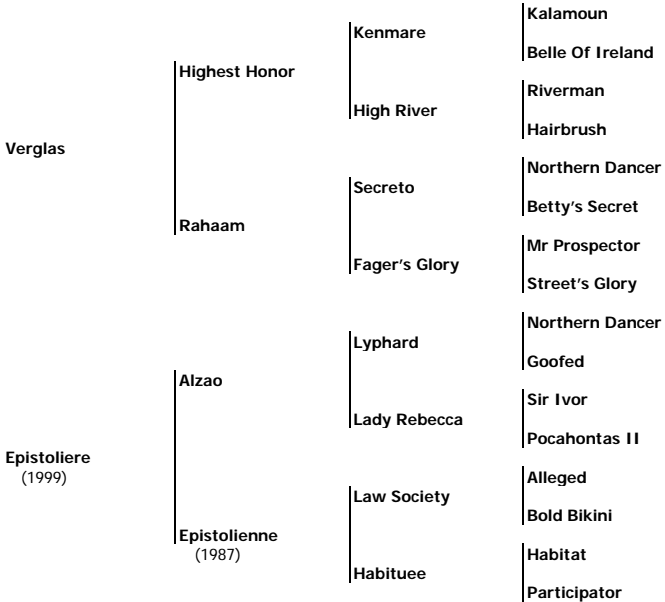 Kalamoun
Kenmare
Belle Of Ireland
Highest Honor
Riverman
High River
Hairbrush
Verglas
Northern Dancer
Secreto
Betty's Secret
Rahaam
Mr Prospector
Fager's Glory
Street's Glory
Northern Dancer
Lyphard
Goofed
Alzao
Sir Ivor
Lady Rebecca
Pocahontas II
Epistoliere
(1999)
Alleged
Law Society
Bold Bikini
Epistolienne
(1987)
Habitat
Habituee
Participator